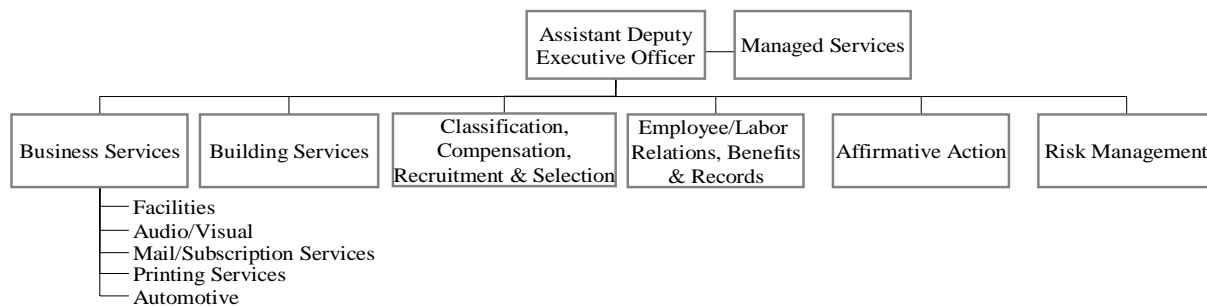 Assistant Deputy
Executive Officer
Managed Services
Business Services
Building Services
Classification,
Compensation,
Recruitment & Selection
Employee/Labor
Relations, Benefits
& Records
Affirmative Action
Risk Management
Facilities
Audio/Visual
Mail/Subscription Services
Printing Services
Automotive